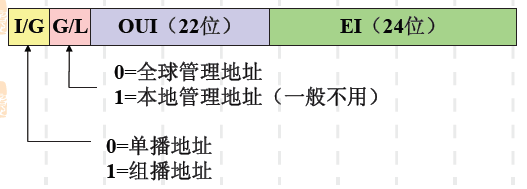 I/G G/L OUI（22位） EI（24位）
0=全球管理地址
1=本地管理地址（一般不用）
0=单播地址
1=组播地址